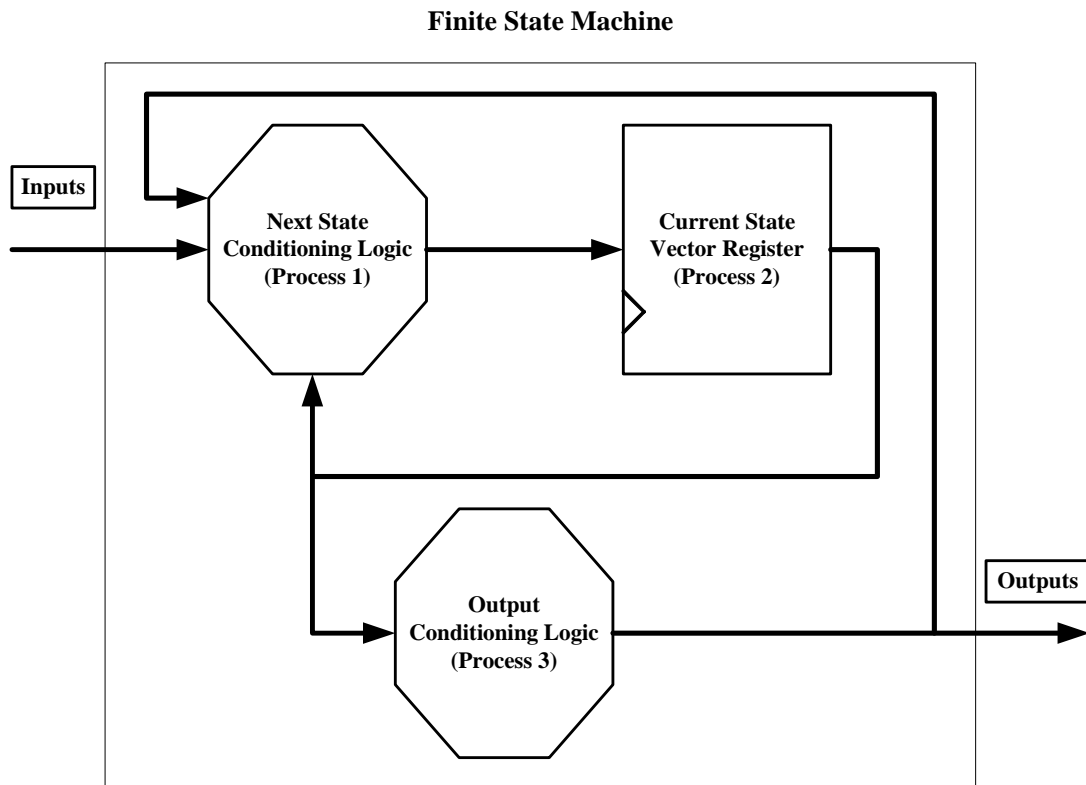 Finite State Machine
Inputs
Next State
Conditioning Logic
(Process 1)
Current State
Vector Register
(Process 2)
Output
Conditioning Logic
(Process 3)
Outputs